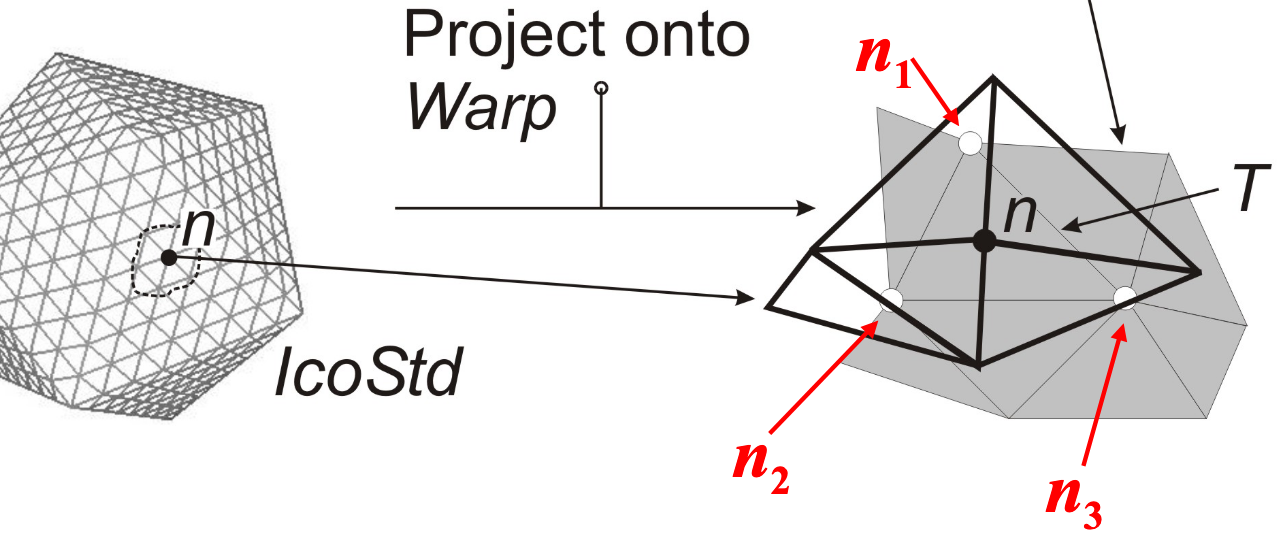 Project onto
Warp
n₁
T
n
n
IcoStd
n₂
n₃